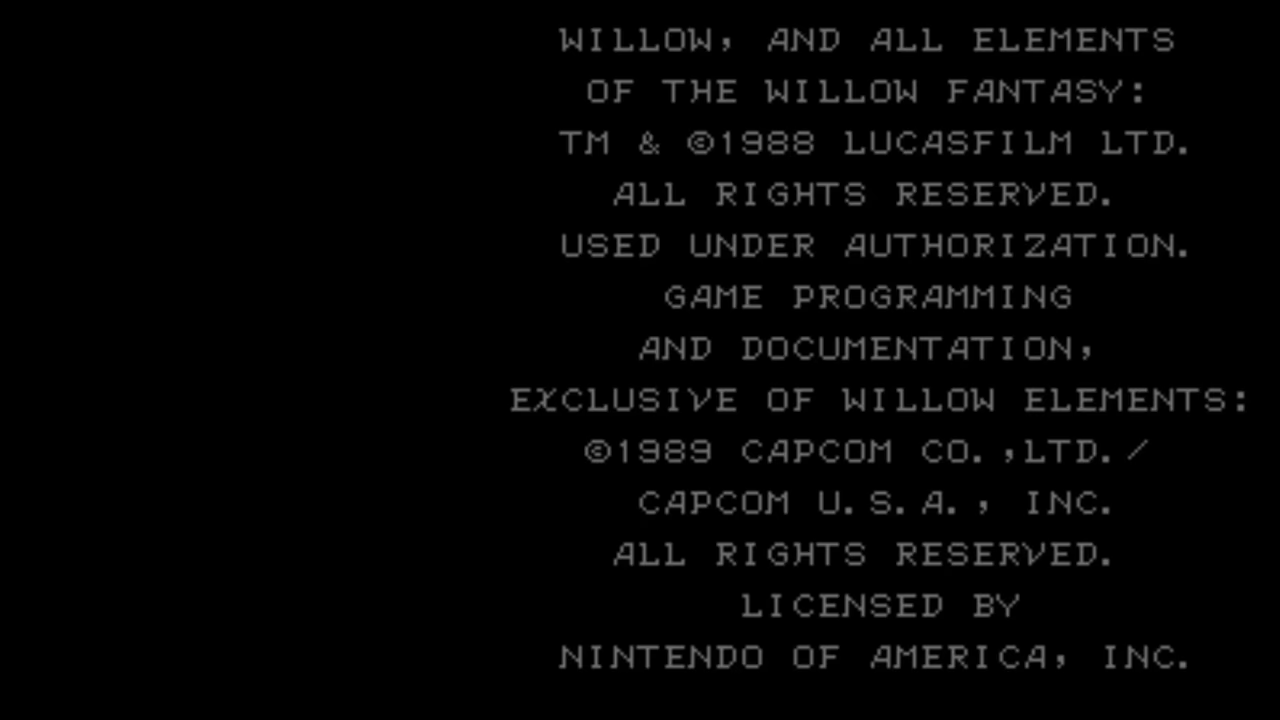 WILLOW, AND ALL ELEMENTS
OF THE WILLOW FANTASY:
TM & ©1988 LUCASFILM LTD.
ALL RIGHTS RESERVED.
USED UNDER AUTHORIZATION.
GAME PROGRAMMING
AND DOCUMENTATION,
EXCLUSIVE OF WILLOW ELEMENTS:
©1989 CAPCOM CO.,LTD./
CAPCOM U.S.A., INC.
ALL RIGHTS RESERVED.
LICENSED BY
NINTENDO OF AMERICA, INC.